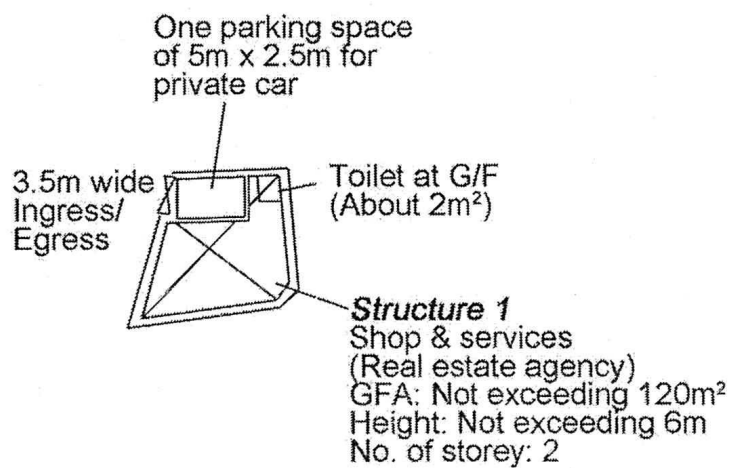 One parking space
of 5m x 2.5m for
private car
3.5m wide
Ingress/
Egress
Toilet at G/F
(About 2m²)
Structure 1
Shop & services
(Real estate agency)
GFA: Not exceeding 120m²
Height: Not exceeding 6m
No. of storey: 2